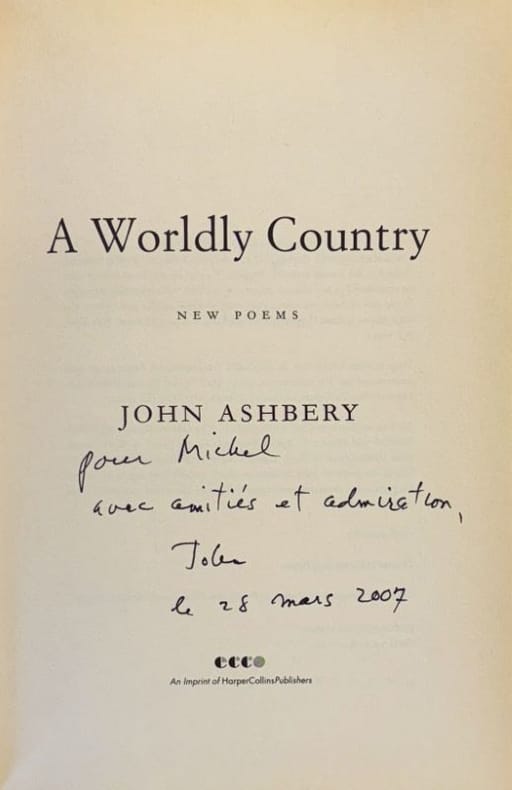 A Worldly Country
NEW POEMS
JOHN ASHBERY
pour Michel
avec amitiés et admiration,
John
le 28 mars 2007
ecco
An Imprint of HarperCollinsPublishers